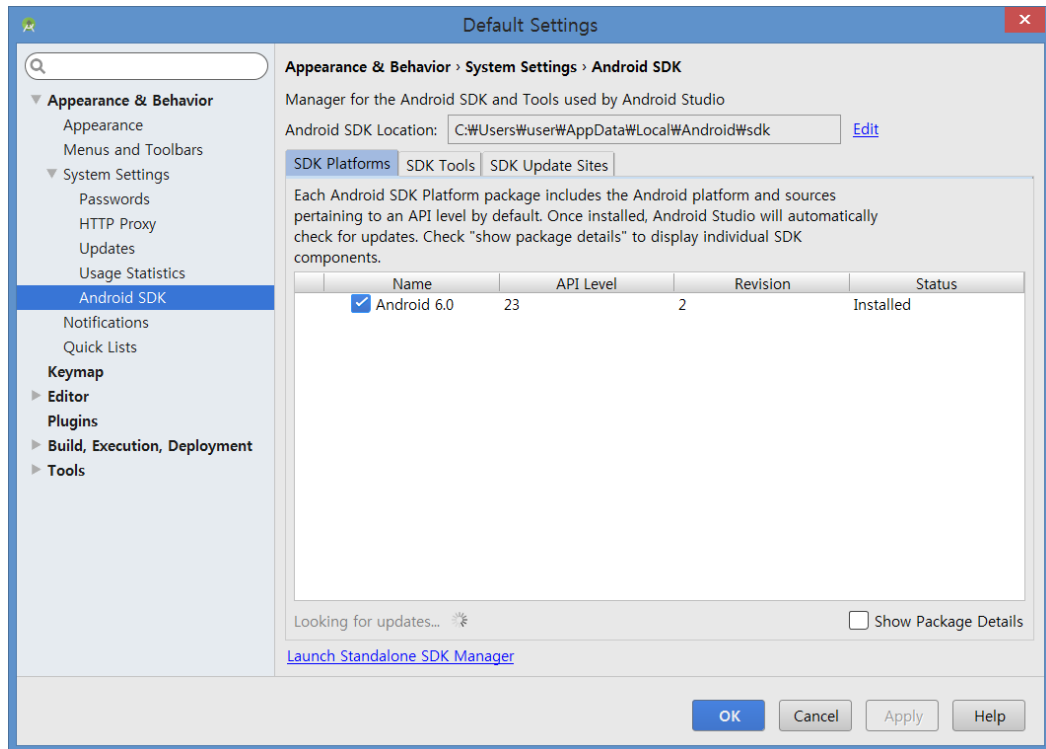 Default Settings
Appearance & Behavior › System Settings › Android SDK
Appearance & Behavior
Appearance
Menus and Toolbars
System Settings
Passwords
HTTP Proxy
Updates
Usage Statistics
Android SDK
Notifications
Quick Lists
Keymap
Editor
Plugins
Build, Execution, Deployment
Tools
Manager for the Android SDK and Tools used by Android Studio
Android SDK Location: C:₩Users₩user₩AppData₩Local₩Android₩sdk Edit
SDK Platforms SDK Tools SDK Update Sites
Each Android SDK Platform package includes the Android platform and sources
pertaining to an API level by default. Once installed, Android Studio will automatically
check for updates. Check "show package details" to display individual SDK
components.
Name API Level Revision Status
Android 6.0 23 2 Installed
Looking for updates... Show Package Details
Launch Standalone SDK Manager
OK Cancel Apply Help